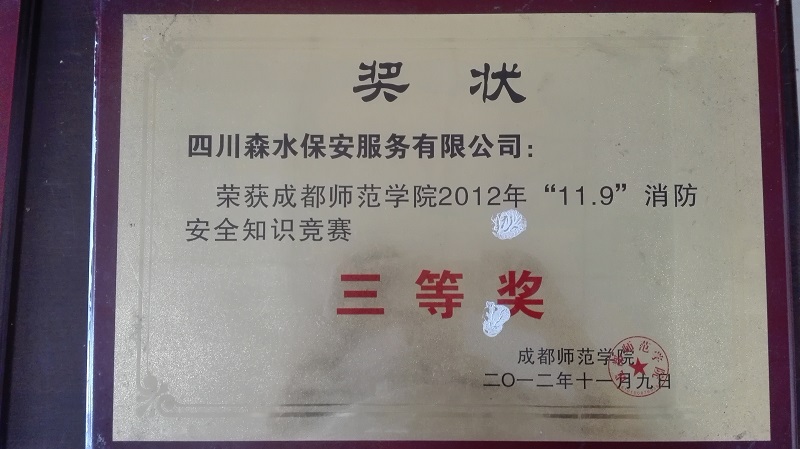 奖 状
四川森水保安服务有限公司：
荣获成都师范学院2012年“11.9”消防
安全知识竞赛
三等奖
成都师范学院
二〇一二年十一月九日